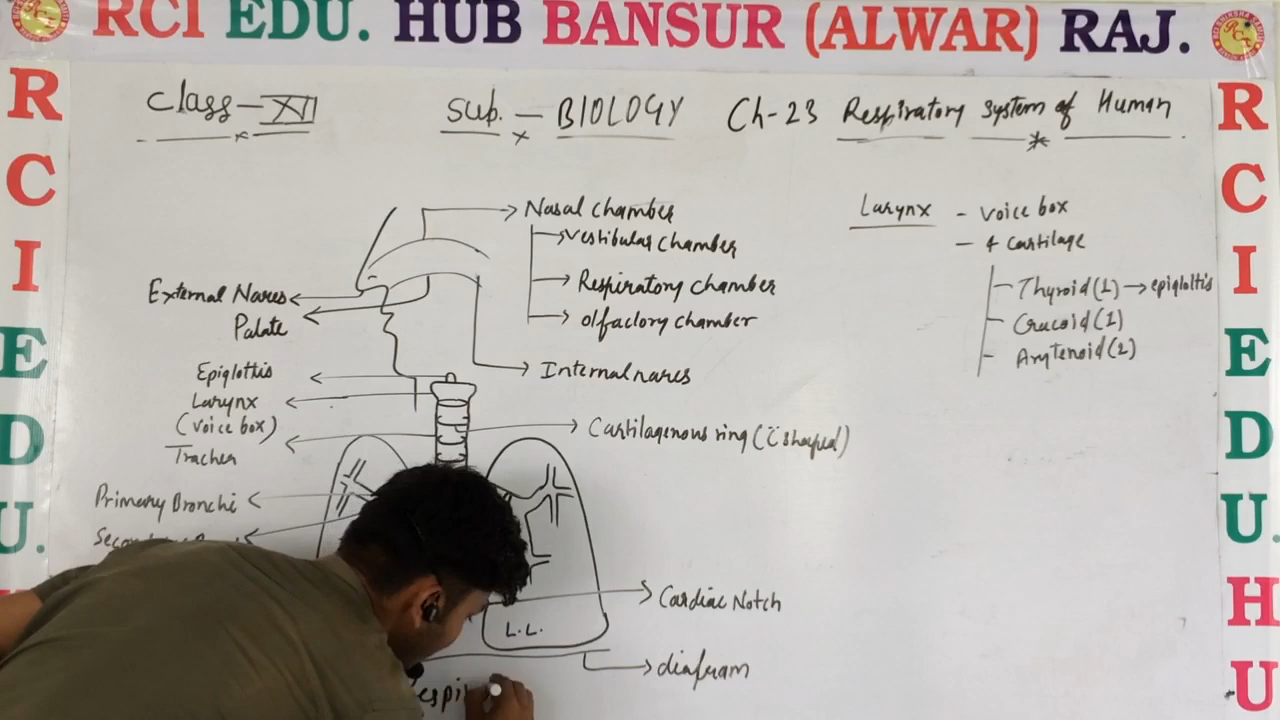 RCI EDU. HUB BANSUR (ALWAR) RAJ.
R
C
I
E
D
U.
Class-XII Sub. - BIOLOGY Ch-23 Respiratory System of Human
Nasal chamber
Vestibular chamber
Respiratory chamber
olfactory chamber
External Nares
Palate
Internal nares
Epiglottis
Larynx
(Voice box)
Trachea
Cartilagenous ring (C shaped)
Primary Bronchi
Cardiac Notch
L.L.
diafram
Larynx - voice box
- 4 cartilage
Thyroid (1) → epiglottis
Crucoid (1)
Arytenoid (2)
R
C
I
E
D
U.
H
U